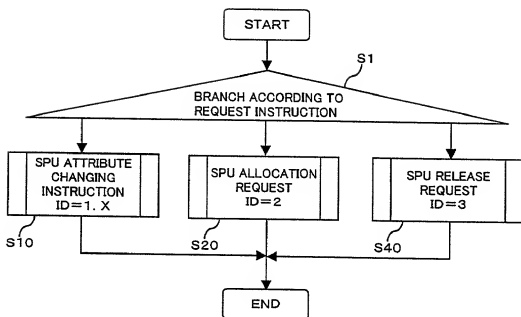 START
S1
BRANCH ACCORDING TO
REQUEST INSTRUCTION
SPU ATTRIBUTE
CHANGING
INSTRUCTION
ID=1. X
S10
SPU ALLOCATION
REQUEST
ID=2
S20
SPU RELEASE
REQUEST
ID=3
S40
END